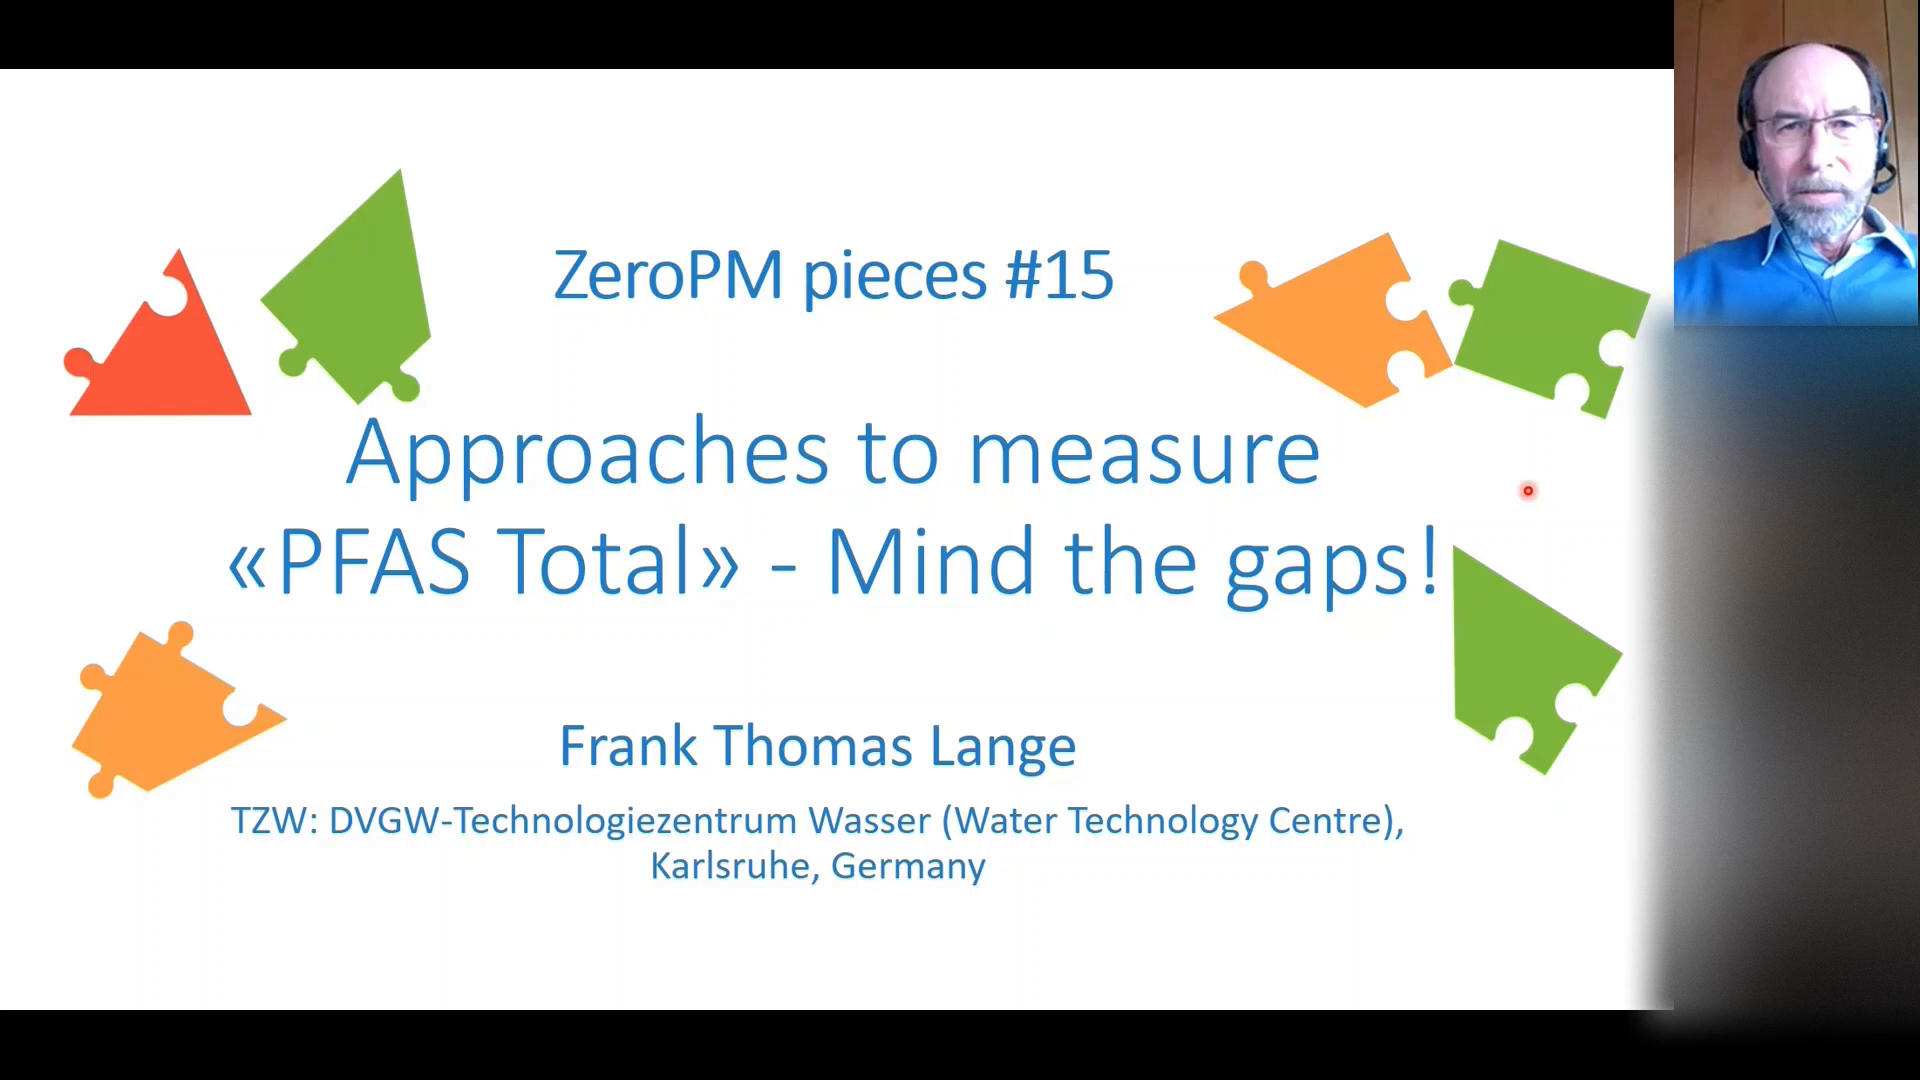 ZeroPM pieces #15
Approaches to measure
«PFAS Total» - Mind the gaps!
Frank Thomas Lange
TZW: DVGW-Technologiezentrum Wasser (Water Technology Centre),
Karlsruhe, Germany